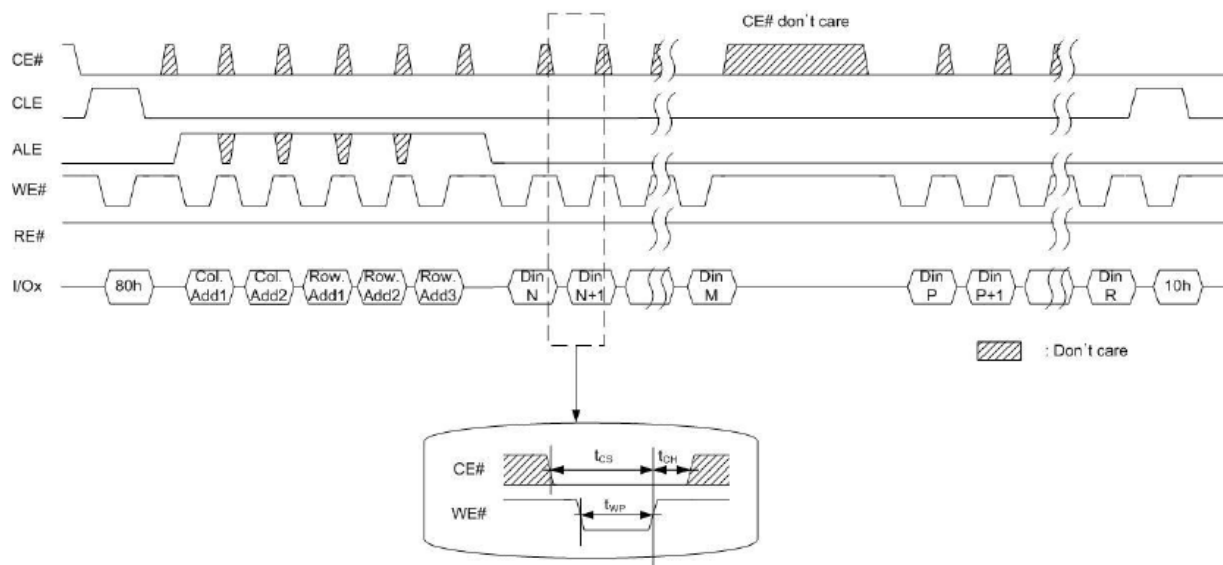 CE# don´t care
CE#
CLE
ALE
WE#
RE#
I/Ox
80h
Col.
Add1
Col.
Add2
Row.
Add1
Row.
Add2
Row.
Add3
Din
N
Din
N+1
Din
M
Din
P
Din
P+1
Din
R
10h
: Don´t care
CE#
tCS
tCH
WE#
tWP